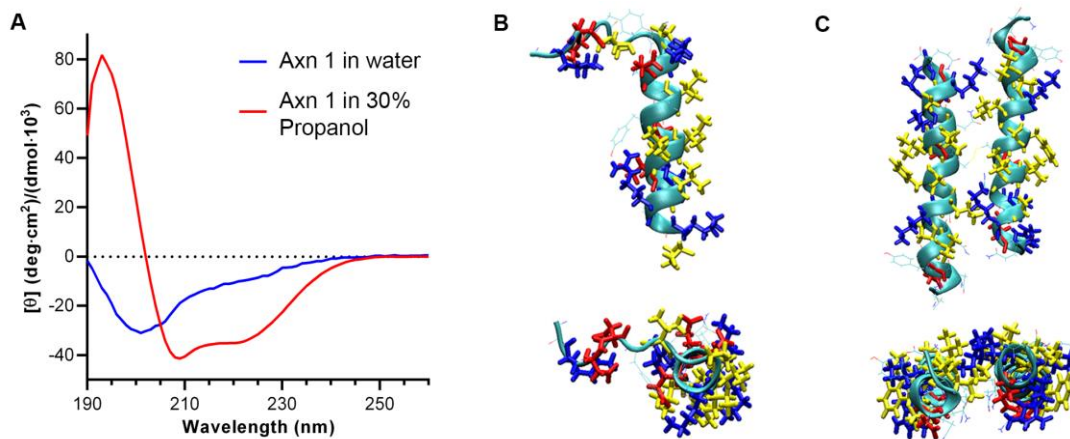 A
B
C
Axn 1 in water
Axn 1 in 30%
Propanol
[θ] (deg·cm²)/(dmol·10³)
80
60
40
20
0
-20
-40
190
210
230
250
Wavelength (nm)